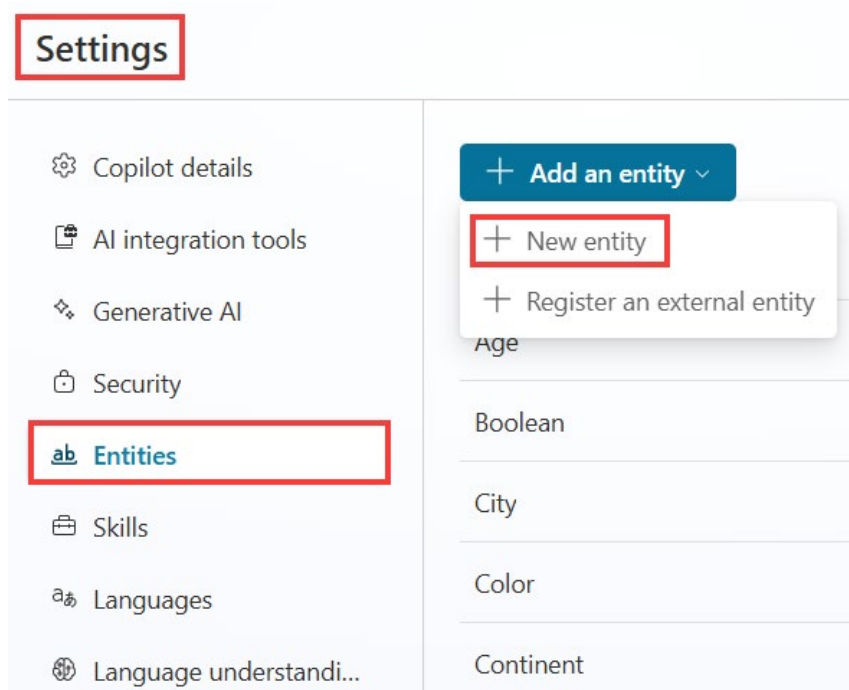 Settings
Copilot details
AI integration tools
Generative AI
Security
ab Entities
Skills
Languages
Language understandi...
+ Add an entity
+ New entity
+ Register an external entity
Age
Boolean
City
Color
Continent